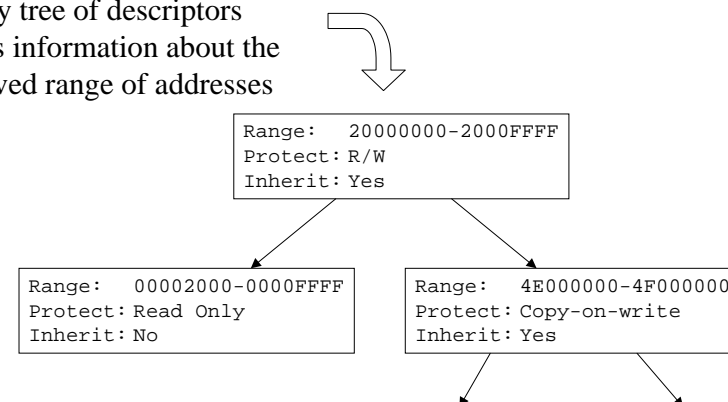 y tree of descriptors
s information about the
ved range of addresses
Range: 20000000-2000FFFF
Protect: R/W
Inherit: Yes
Range: 00002000-0000FFFF
Protect: Read Only
Inherit: No
Range: 4E000000-4F000000
Protect: Copy-on-write
Inherit: Yes